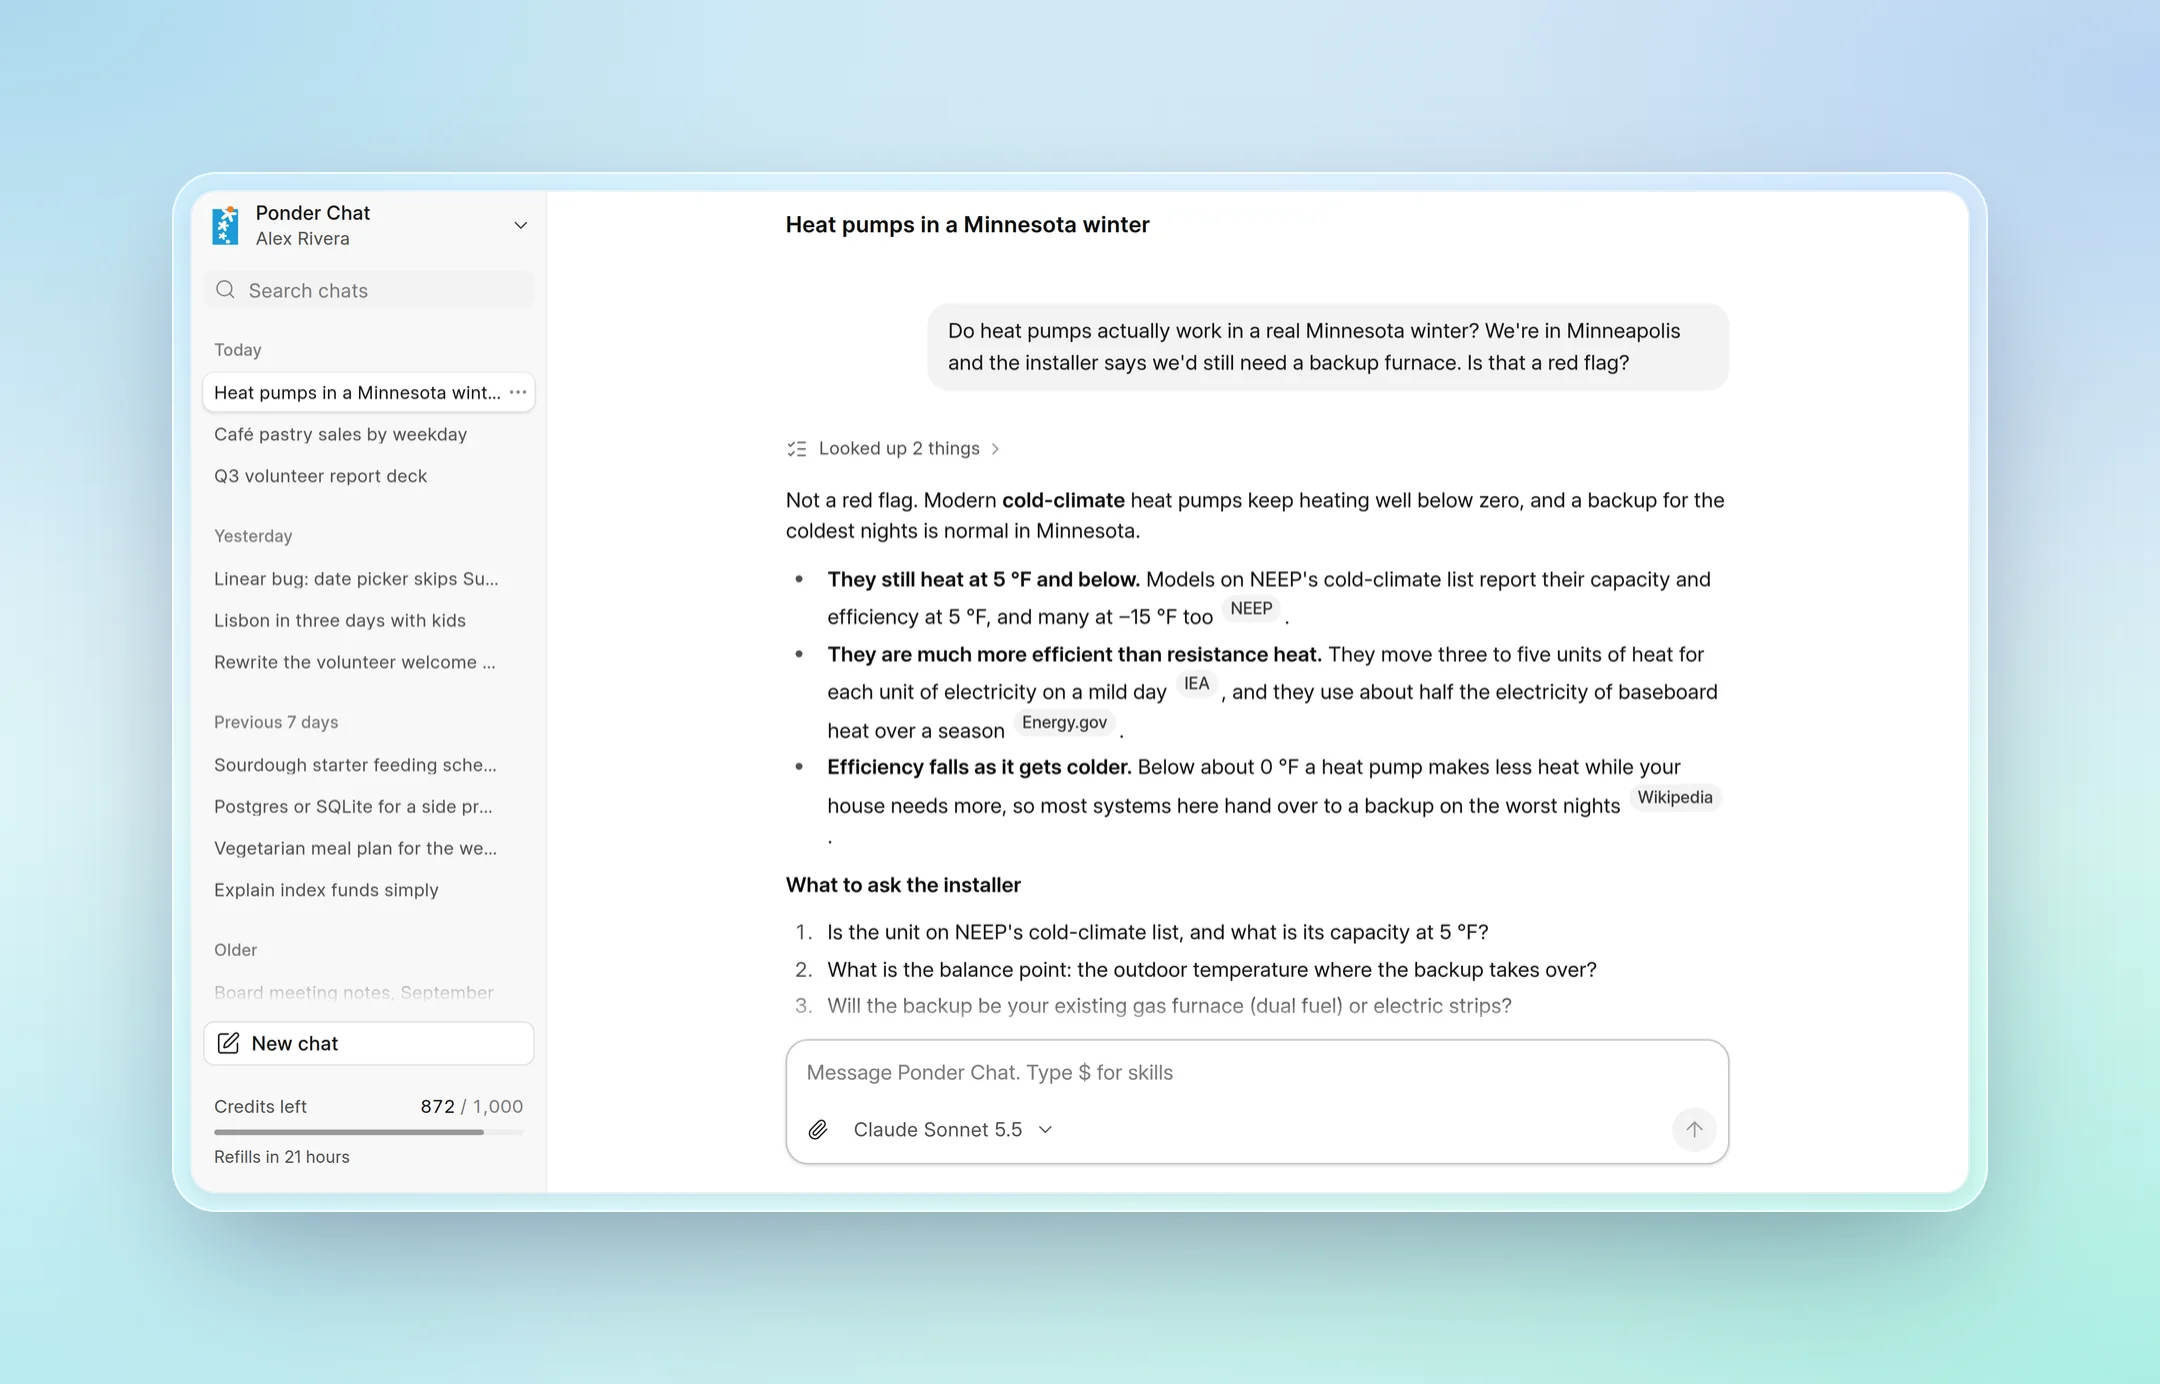 Ponder Chat
Alex Rivera
Search chats
Today
Heat pumps in a Minnesota wint...
Café pastry sales by weekday
Q3 volunteer report deck
Yesterday
Linear bug: date picker skips Su...
Lisbon in three days with kids
Rewrite the volunteer welcome ...
Previous 7 days
Sourdough starter feeding sche...
Postgres or SQLite for a side pr...
Vegetarian meal plan for the we...
Explain index funds simply
Older
Board meeting notes, September
New chat
Credits left 872 / 1,000
Refills in 21 hours
Heat pumps in a Minnesota winter
Do heat pumps actually work in a real Minnesota winter? We're in Minneapolis
and the installer says we'd still need a backup furnace. Is that a red flag?
Looked up 2 things
Not a red flag. Modern cold-climate heat pumps keep heating well below zero, and a backup for the
coldest nights is normal in Minnesota.
• They still heat at 5 °F and below. Models on NEEP's cold-climate list report their capacity and
efficiency at 5 °F, and many at −15 °F too NEEP .
• They are much more efficient than resistance heat. They move three to five units of heat for
each unit of electricity on a mild day IEA , and they use about half the electricity of baseboard
heat over a season Energy.gov .
• Efficiency falls as it gets colder. Below about 0 °F a heat pump makes less heat while your
house needs more, so most systems here hand over to a backup on the worst nights Wikipedia
.
What to ask the installer
1. Is the unit on NEEP's cold-climate list, and what is its capacity at 5 °F?
2. What is the balance point: the outdoor temperature where the backup takes over?
3. Will the backup be your existing gas furnace (dual fuel) or electric strips?
Message Ponder Chat. Type $ for skills
Claude Sonnet 5.5